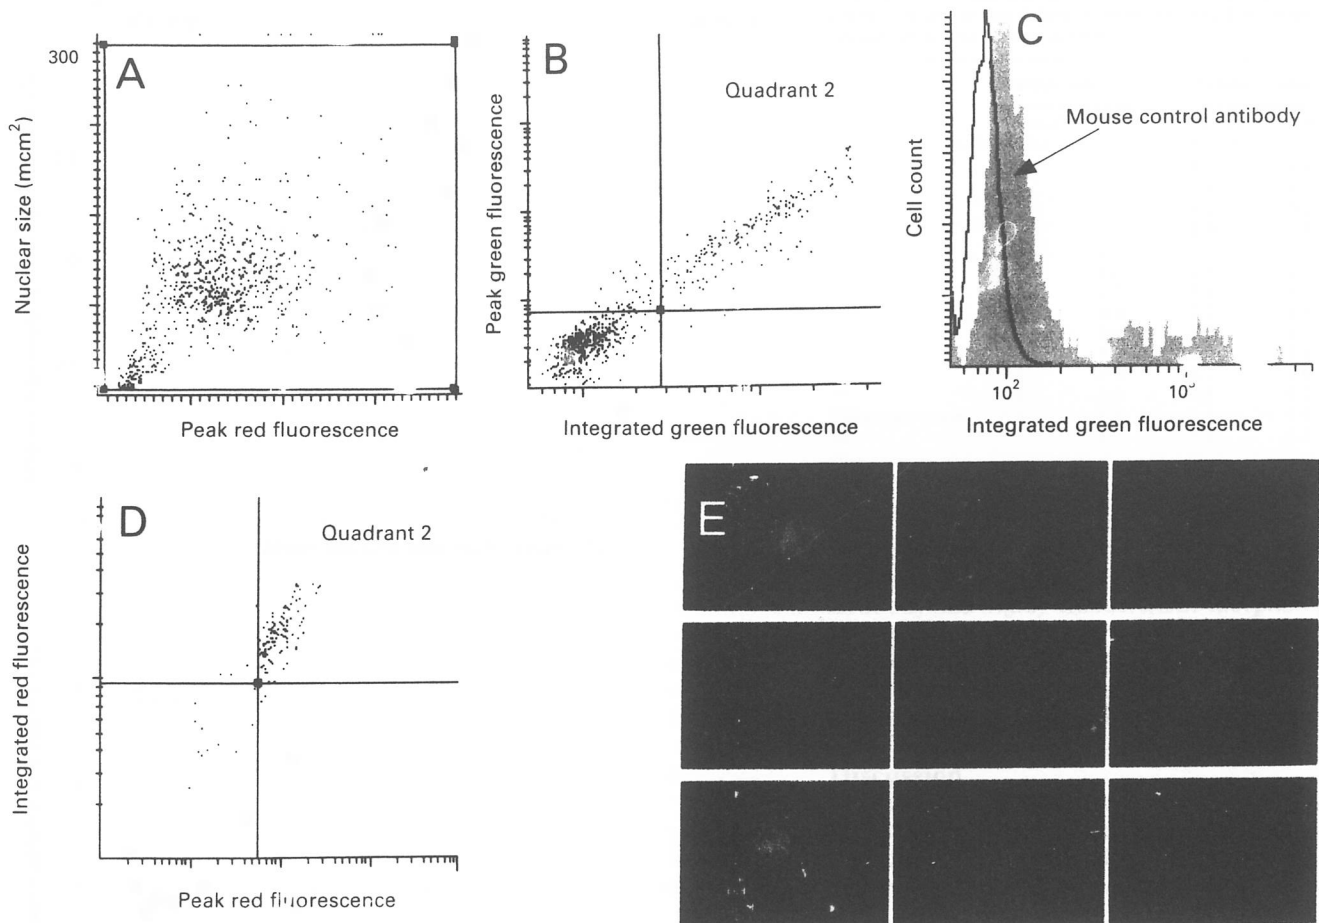 A
300
Nuclear size (mcm²)
Peak red fluorescence
B
Quadrant 2
Peak green fluorescence
Integrated green fluorescence
C
Mouse control antibody
Cell count
10²
Integrated green fluorescence
D
Quadrant 2
Integrated red fluorescence
Peak red fluorescence
E